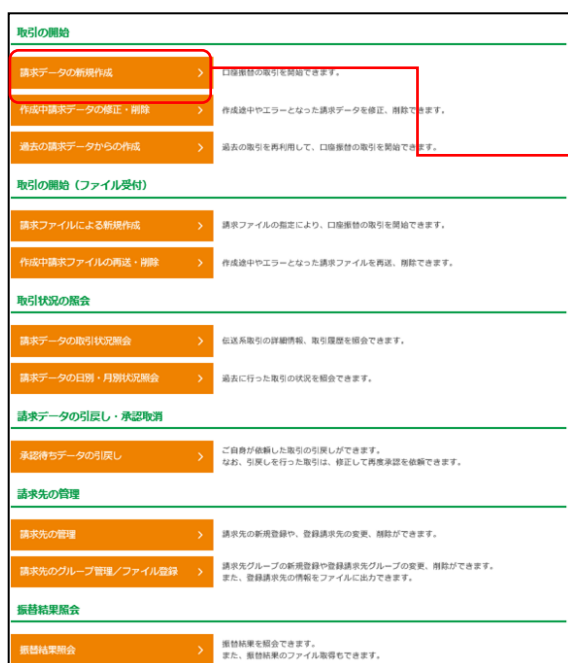 取引の開始
請求データの新規作成
口座振替の取引を開始できます。
作成中請求データの修正・削除
作成途中やエラーとなった請求データを修正、削除できます。
過去の請求データからの作成
過去の取引を再利用して、口座振替の取引を開始できます。
取引の開始（ファイル受付）
請求ファイルによる新規作成
請求ファイルの指定により、口座振替の取引を開始できます。
作成中請求ファイルの再送・削除
作成途中やエラーとなった請求ファイルを再送、削除できます。
取引状況の照会
請求データの取引状況照会
伝送系取引の詳細情報、取引履歴を照会できます。
請求データの日別・月別状況照会
過去に行った取引の状況を照会できます。
請求データの引戻し・承認取消
承認待ちデータの引戻し
ご自身が依頼した取引の引戻しができます。
なお、引戻しを行った取引は、修正して再度承認を依頼できます。
請求先の管理
請求先の管理
請求先の新規登録や、登録請求先の変更、削除ができます。
請求先のグループ管理／ファイル登録
請求先グループの新規登録や登録請求先グループの変更、削除ができます。
また、登録請求先の情報をファイルに出力できます。
振替結果照会
振替結果照会
振替結果を照会できます。
また、振替結果のファイル取得もできます。